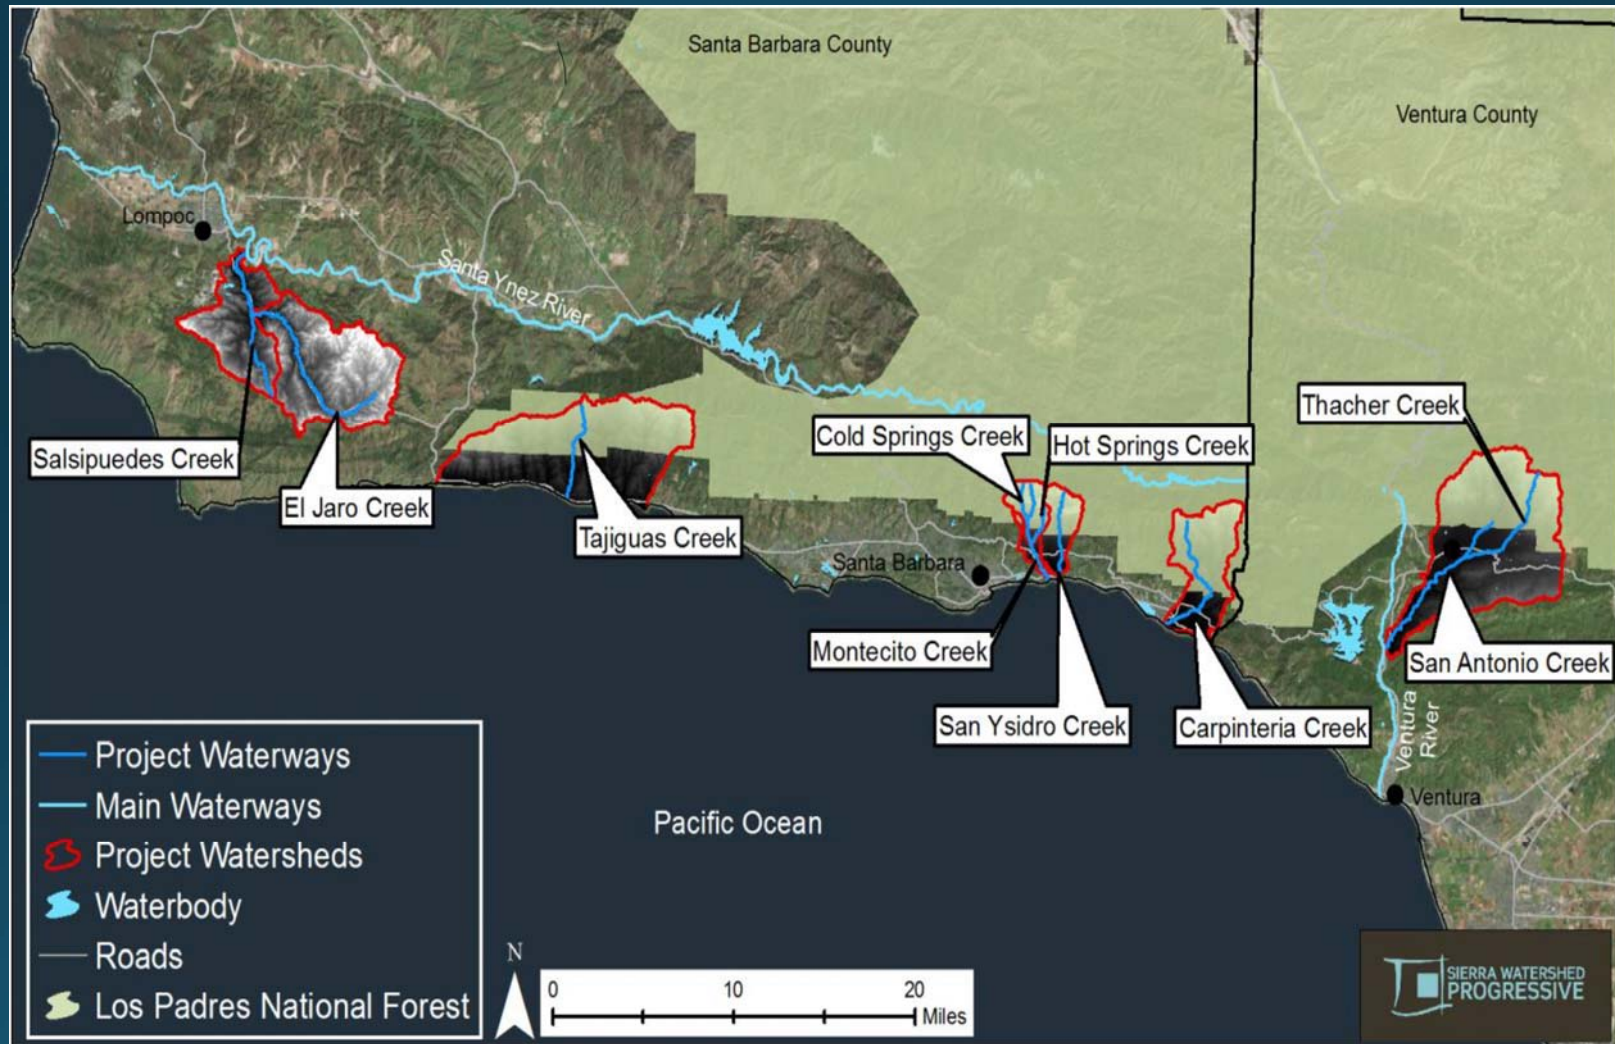 Santa Barbara County
Ventura County
Lompoc
Santa Ynez River
Thacher Creek
Cold Springs Creek
Hot Springs Creek
Salsipuedes Creek
El Jaro Creek
Tajiguas Creek
Santa Barbara
Montecito Creek
San Antonio Creek
San Ysidro Creek
Carpinteria Creek
Ventura
River
Ventura
Pacific Ocean
Project Waterways
Main Waterways
Project Watersheds
Waterbody
Roads
Los Padres National Forest
N
0 10 20
Miles
SIERRA WATERSHED
PROGRESSIVE